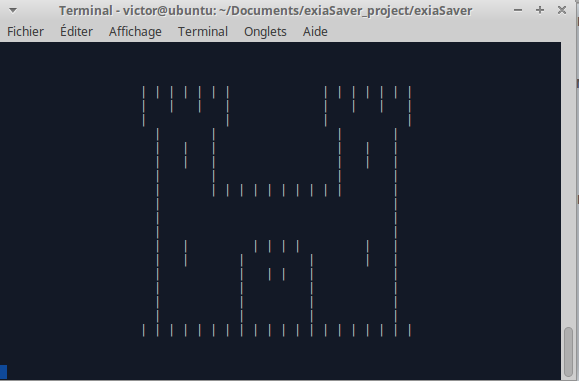 Terminal - victor@ubuntu: ~/Documents/exiaSaver_project/exiaSaver
Fichier Éditer Affichage Terminal Onglets Aide